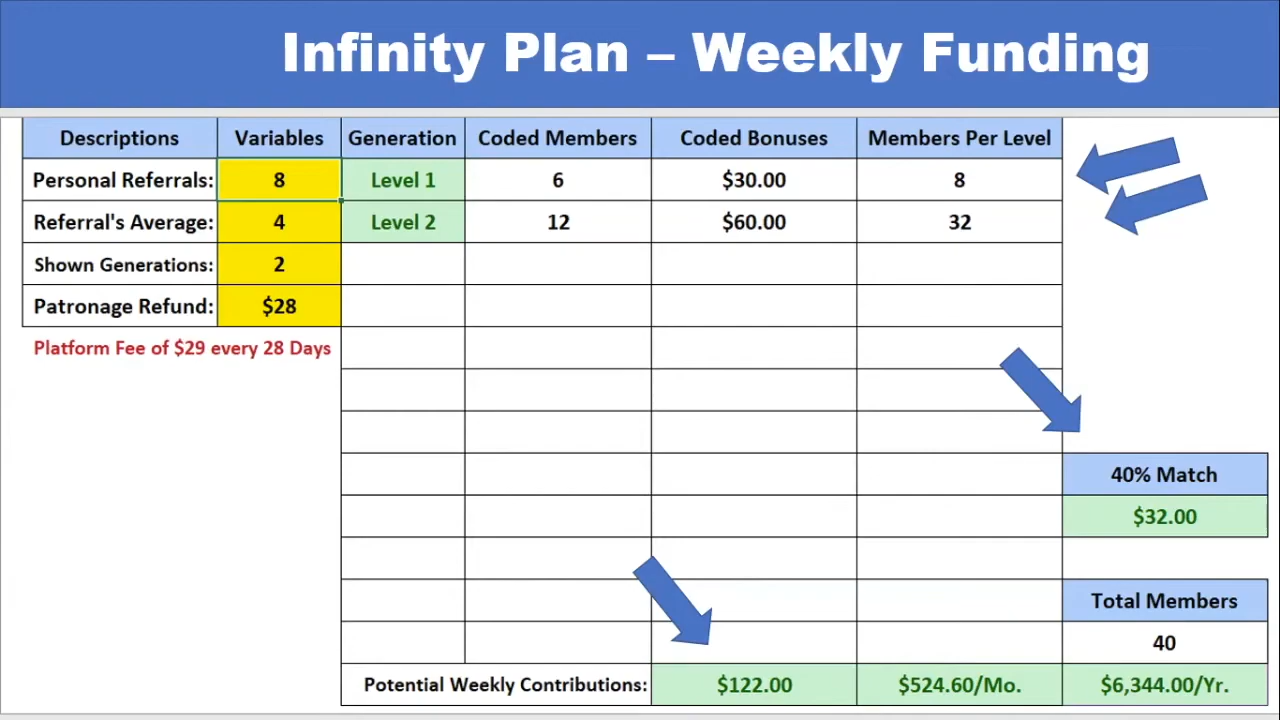 Infinity Plan – Weekly Funding
Descriptions Variables Generation Coded Members Coded Bonuses Members Per Level
Personal Referrals: 8 Level 1 6 $30.00 8
Referral's Average: 4 Level 2 12 $60.00 32
Shown Generations: 2
Patronage Refund: $28
Platform Fee of $29 every 28 Days
40% Match
$32.00
Total Members
40
Potential Weekly Contributions: $122.00 $524.60/Mo. $6,344.00/Yr.